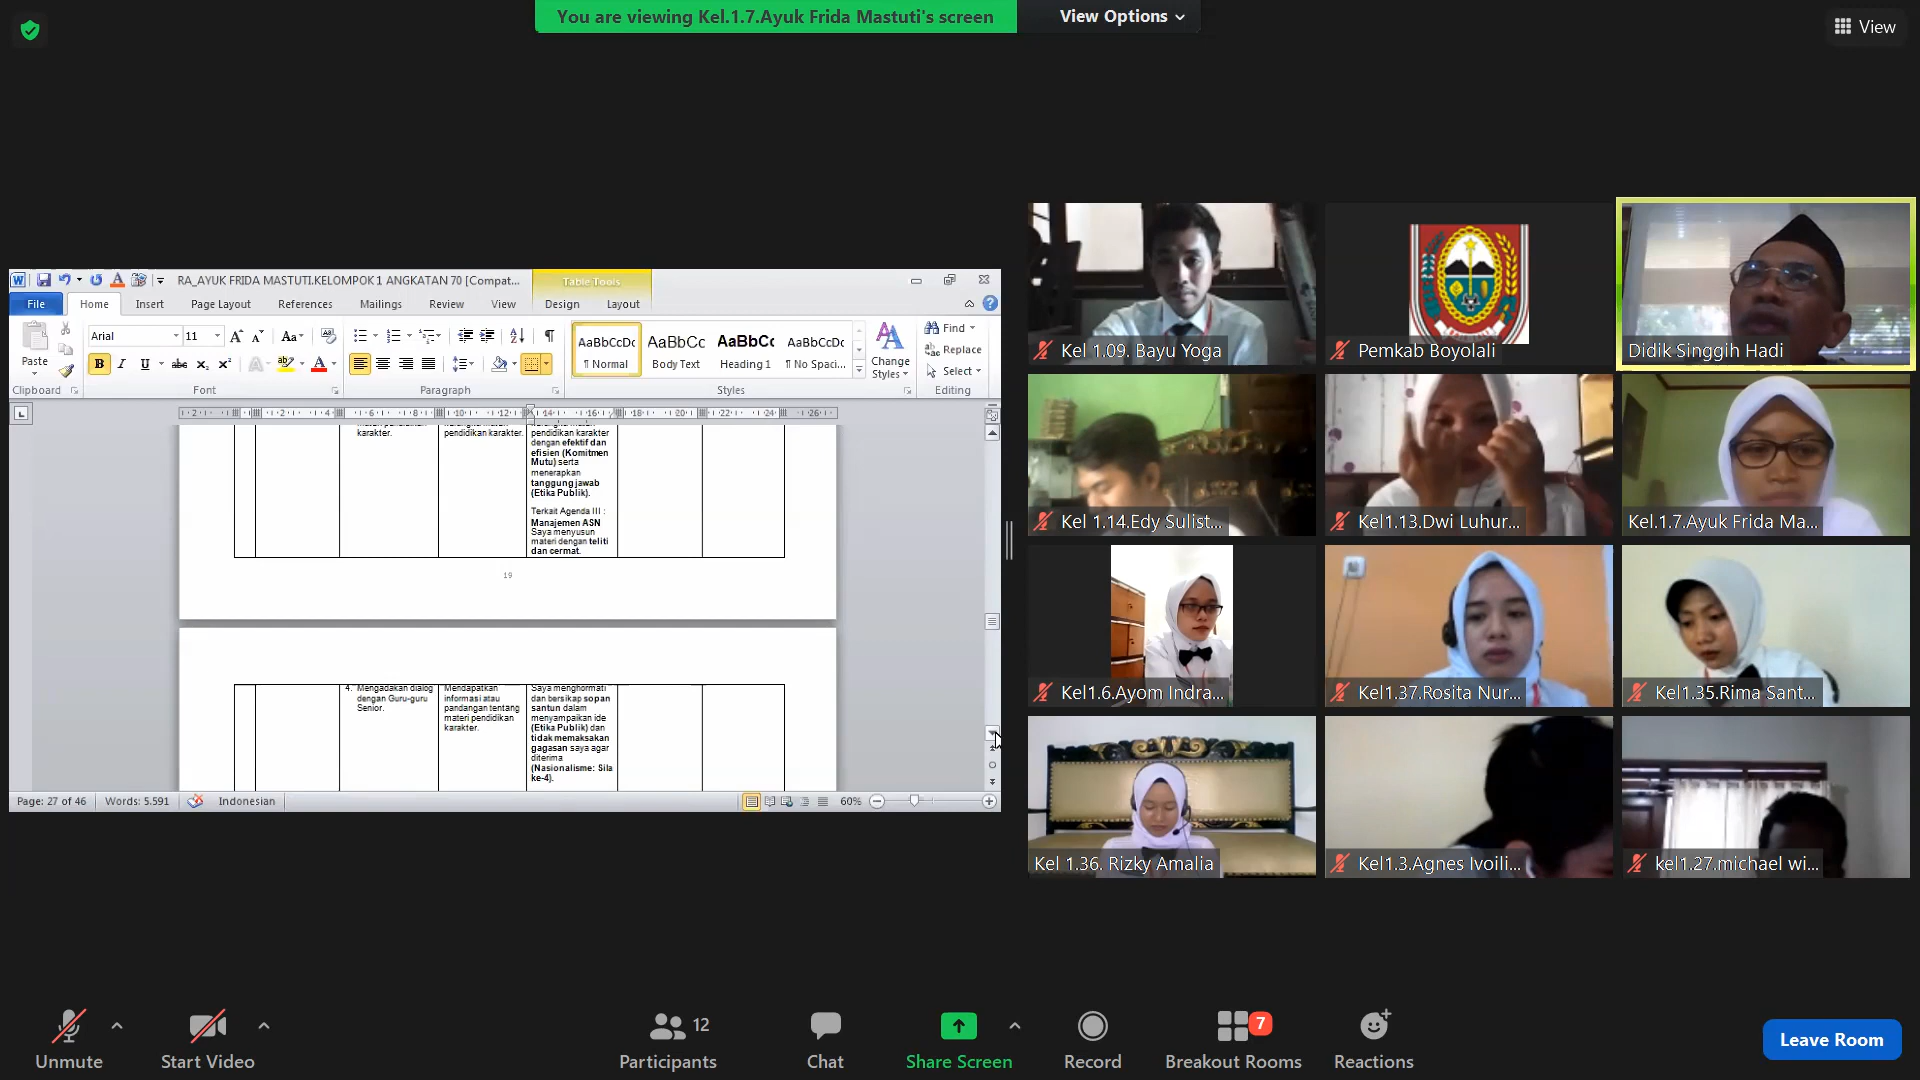 You are viewing Kel.1.7.Ayuk Frida Mastuti's screen
View Options
View
RA_AYUK FRIDA MASTUTI.KELOMPOK 1 ANGKATAN 70 [Compat...
Table Tools
File
Home
Insert
Page Layout
References
Mailings
Review
View
Design
Layout
Paste
Arial
11
AaBbCcDc
¶ Normal
AaBbCc
Body Text
AaBbCc
Heading 1
AaBbCcDc
¶ No Spaci...
Change
Styles
Find
Replace
Select
Clipboard
Font
Paragraph
Styles
Editing
karakter.
pendidikan karakter.
pendidikan karakter
dengan efektif dan
efisien (Komitmen
Mutu) serta
menerapkan
tanggung jawab
(Etika Publik).
Terkait Agenda III :
Manajemen ASN
Saya menyusun
materi dengan teliti
dan cermat.
19
4. Mengadakan dialog
dengan Guru-guru
Senior.
Mendapatkan
informasi atau
pandangan tentang
materi pendidikan
karakter.
Saya menghormati
dan bersikap sopan
santun dalam
menyampaikan ide
(Etika Publik) dan
tidak memaksakan
gagasan saya agar
diterima
(Nasionalisme: Sila
ke-4).
Page: 27 of 46
Words: 5.591
Indonesian
60%
Kel 1.09. Bayu Yoga
Pemkab Boyolali
Didik Singgih Hadi
Kel 1.14.Edy Sulist...
Kel1.13.Dwi Luhur...
Kel.1.7.Ayuk Frida Ma...
Kel1.6.Ayom Indra...
Kel1.37.Rosita Nur...
Kel1.35.Rima Sant...
Kel 1.36. Rizky Amalia
Kel1.3.Agnes Ivoili...
kel1.27.michael wi...
Unmute
Start Video
12
Participants
Chat
Share Screen
Record
7
Breakout Rooms
Reactions
Leave Room